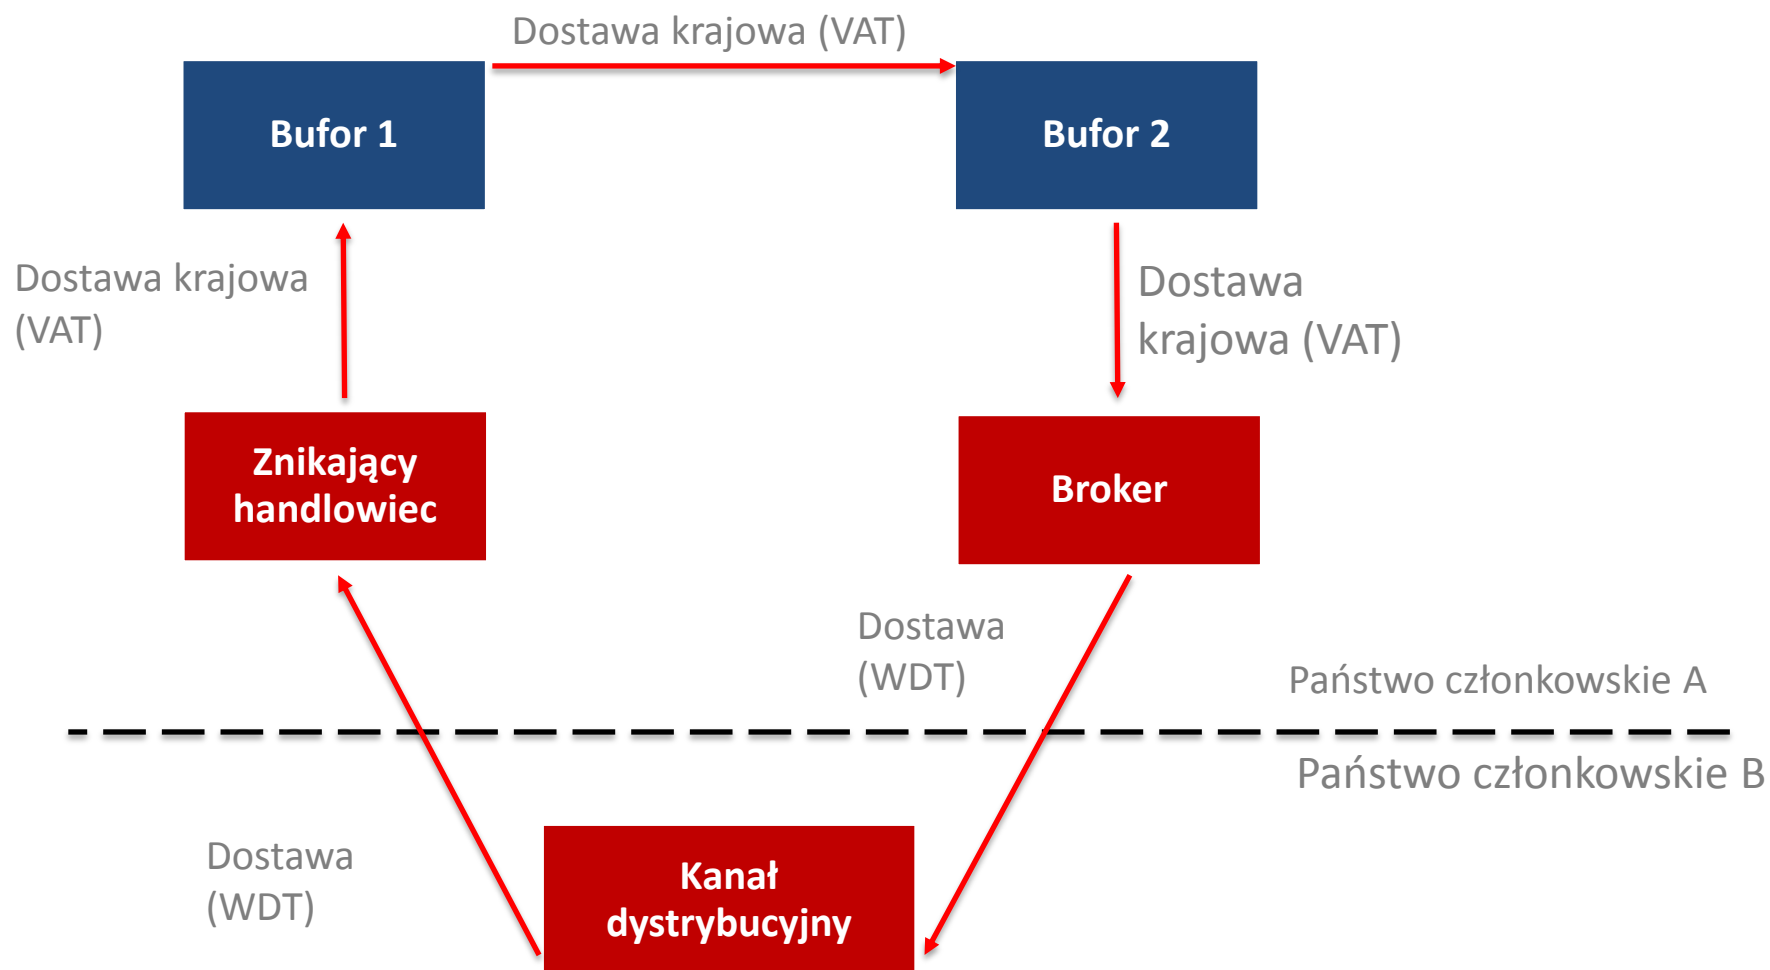 Dostawa krajowa (VAT)
Bufor 1
Bufor 2
Dostawa krajowa
(VAT)
Dostawa
krajowa (VAT)
Znikający
handlowiec
Broker
Dostawa
(WDT)
Państwo członkowskie A
Państwo członkowskie B
Dostawa
(WDT)
Kanał
dystrybucyjny